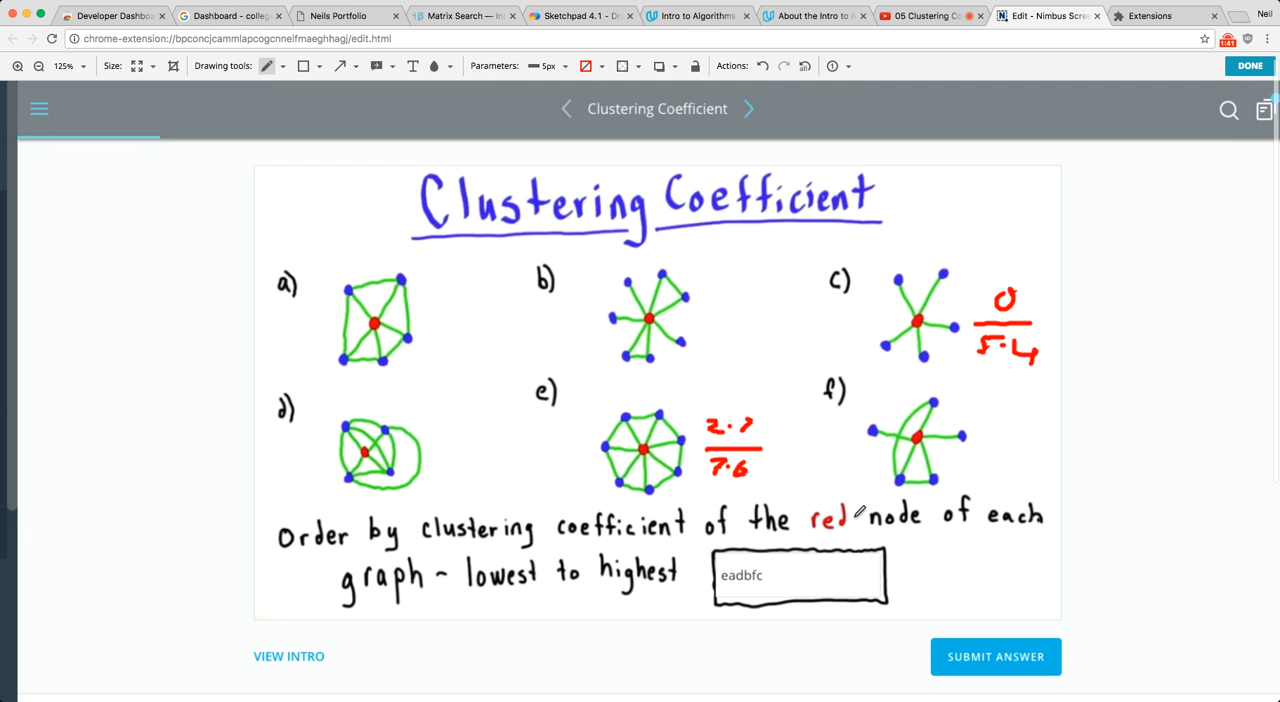 Developer Dashboa
Dashboard - colleg
Neils Portfolio
Matrix Search — Int
Sketchpad 4.1 - Dr
Intro to Algorithms
About the Intro to A
05 Clustering Co
Edit - Nimbus Scre
Extensions
Neil
chrome-extension://bpconcjcammlapcogcnnelfmaeghhagj/edit.html
1:41
125%
Size:
Drawing tools:
T
Parameters:
5px
Actions:
DONE
Clustering Coefficient
Clustering Coefficient
a)
b)
c)
0
5·4
d)
e)
2·7
7·6
f)
Order by clustering coefficient of the red node of each
graph - lowest to highest
eadbfc
VIEW INTRO
SUBMIT ANSWER